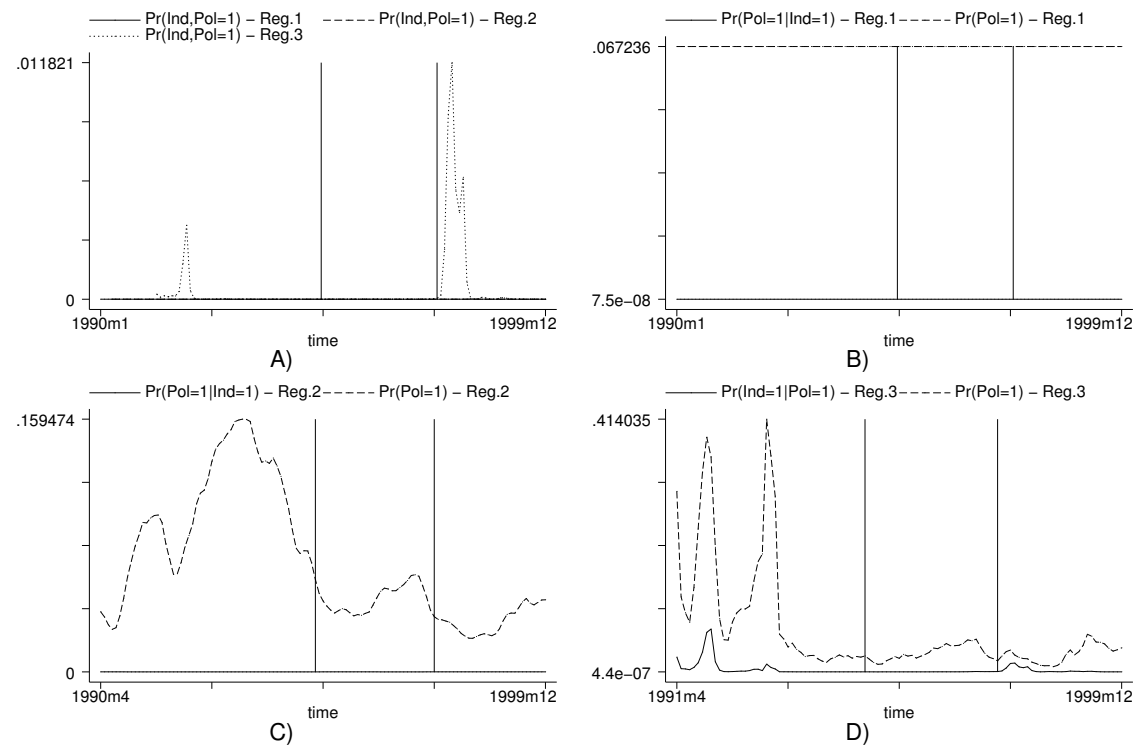 Pr(Ind,Pol=1) − Reg.1 Pr(Ind,Pol=1) − Reg.2
Pr(Ind,Pol=1) − Reg.3
.011821
0
1990m1 1999m12
time
A)
Pr(Pol=1|Ind=1) − Reg.1 Pr(Pol=1) − Reg.1
.067236
7.5e−08
1990m1 1999m12
time
B)
Pr(Pol=1|Ind=1) − Reg.2 Pr(Pol=1) − Reg.2
.159474
0
1990m4 1999m12
time
C)
Pr(Ind=1|Pol=1) − Reg.3 Pr(Pol=1) − Reg.3
.414035
4.4e−07
1991m4 1999m12
time
D)